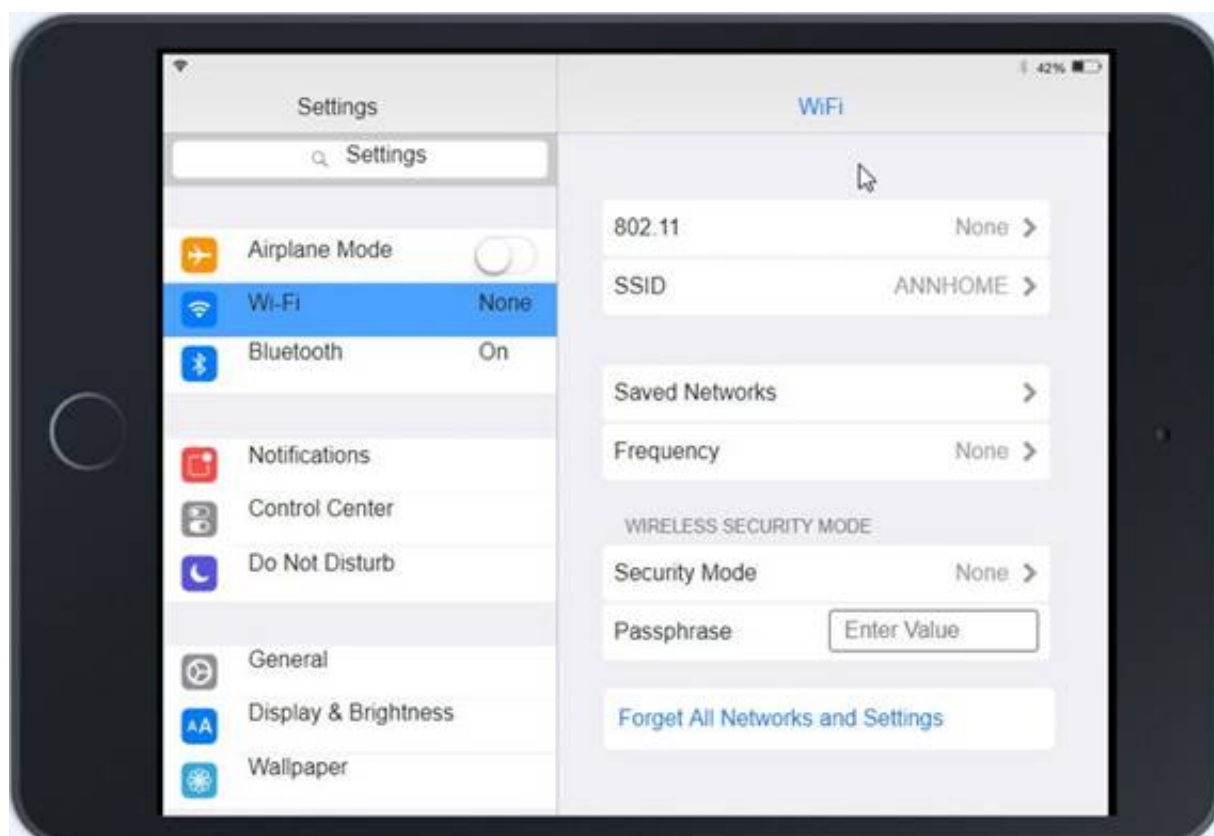 42%
Settings
WiFi
Settings
Airplane Mode
Wi-Fi None
Bluetooth On
Notifications
Control Center
Do Not Disturb
General
Display & Brightness
Wallpaper
802.11 None
SSID ANNHOME
Saved Networks
Frequency None
WIRELESS SECURITY MODE
Security Mode None
Passphrase Enter Value
Forget All Networks and Settings